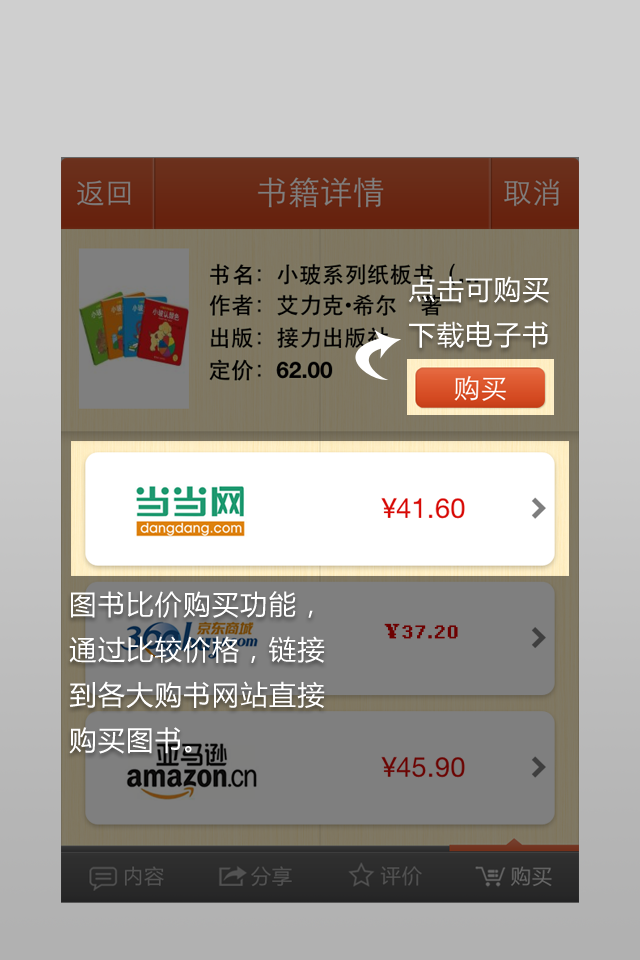 返回
书籍详情
取消
书名：小玻系列纸板书（...
作者：艾力克·希尔 著
出版：接力出版社
定价：62.00
点击可购买
下载电子书
购买
当当网
dangdang.com
¥41.60
图书比价购买功能，
通过比较价格，链接
到各大购书网站直接
购买图书。
京东商城
¥37.20
亚马逊
amazon.cn
¥45.90
内容
分享
评价
购买